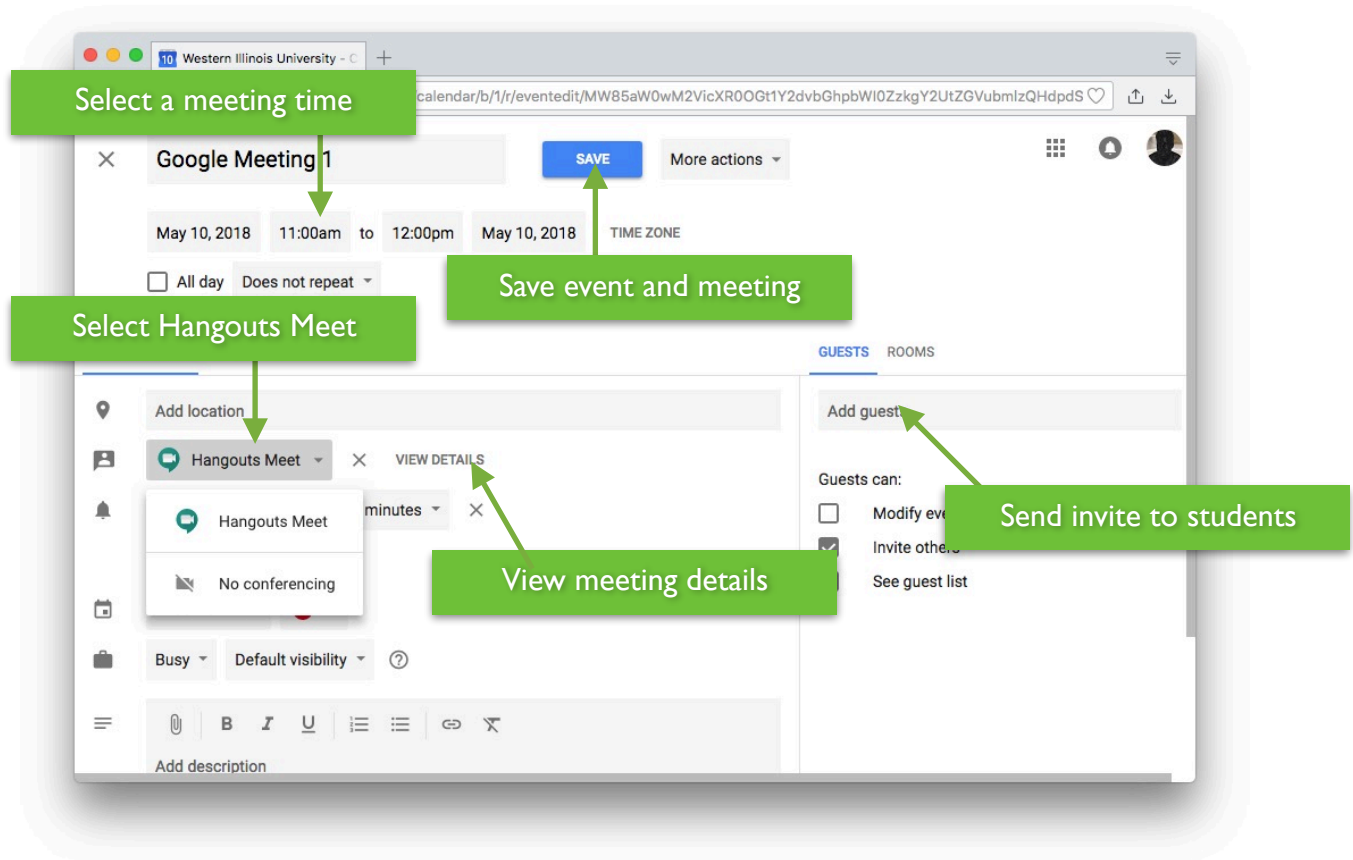 10 Western Illinois University - C
Select a meeting time
/calendar/b/1/r/eventedit/MW85aW0wM2VicXR0OGt1Y2dvbGhpbWl0ZzkgY2UtZGVubmlzQHdpdS
Google Meeting 1
SAVE
More actions
May 10, 2018 11:00am to 12:00pm May 10, 2018 TIME ZONE
All day Does not repeat
Save event and meeting
Select Hangouts Meet
GUESTS ROOMS
Add location
Add guests
Hangouts Meet VIEW DETAILS
Guests can:
minutes
Hangouts Meet
Modify eve
Send invite to students
Invite others
No conferencing
View meeting details
See guest list
Busy Default visibility ?
B I U
Add description